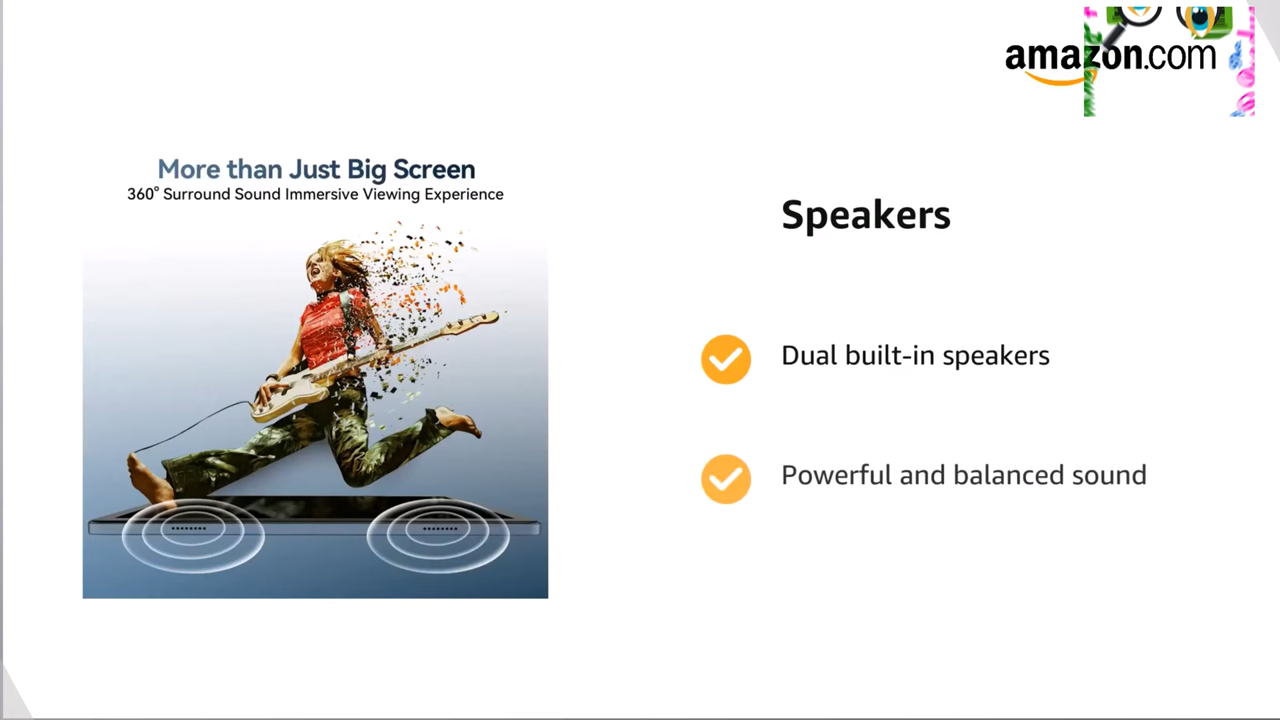 amazon.com
More than Just Big Screen
360° Surround Sound Immersive Viewing Experience
Speakers
Dual built-in speakers
Powerful and balanced sound